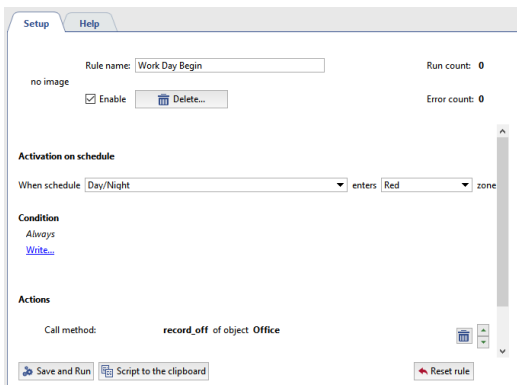 Setup Help
Rule name: Work Day Begin Run count: 0
no image
Enable Delete... Error count: 0
Activation on schedule
When schedule Day/Night enters Red zone
Condition
Always
Write...
Actions
Call method: record_off of object Office
Save and Run Script to the clipboard Reset rule